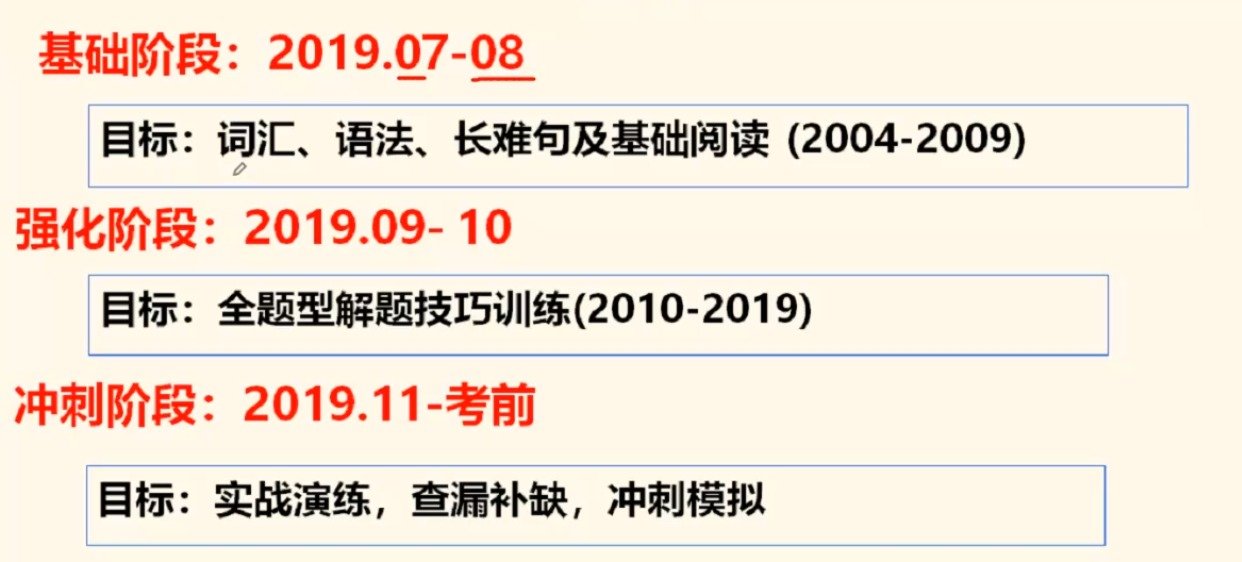 基础阶段：2019.07-08
目标：词汇、语法、长难句及基础阅读 (2004-2009)
强化阶段：2019.09- 10
目标：全题型解题技巧训练(2010-2019)
冲刺阶段：2019.11-考前
目标：实战演练，查漏补缺，冲刺模拟